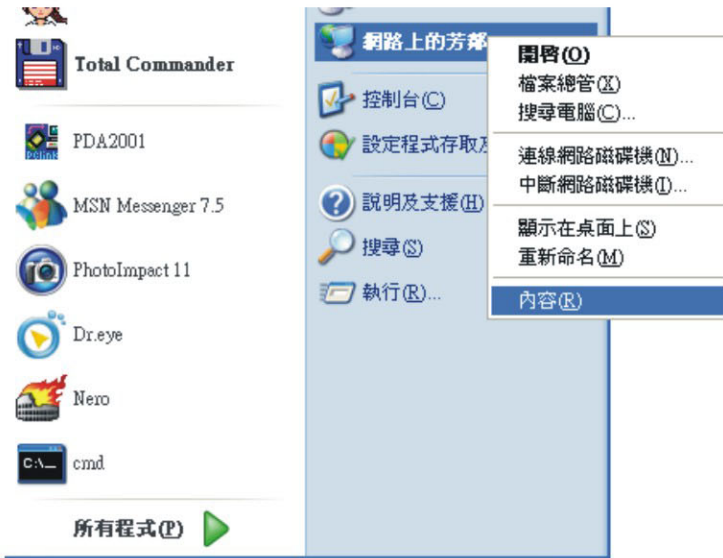 Total Commander
PDA2001
MSN Messenger 7.5
PhotoImpact 11
Dr.eye
Nero
C:\_
cmd
所有程式(P)
網路上的芳鄰
控制台(C)
設定程式存取及
說明及支援(H)
搜尋(S)
執行(R)...
開啓(O)
檔案總管(X)
搜尋電腦(C)...
連線網路磁碟機(N)...
中斷網路磁碟機(I)...
顯示在桌面上(S)
重新命名(M)
內容(R)